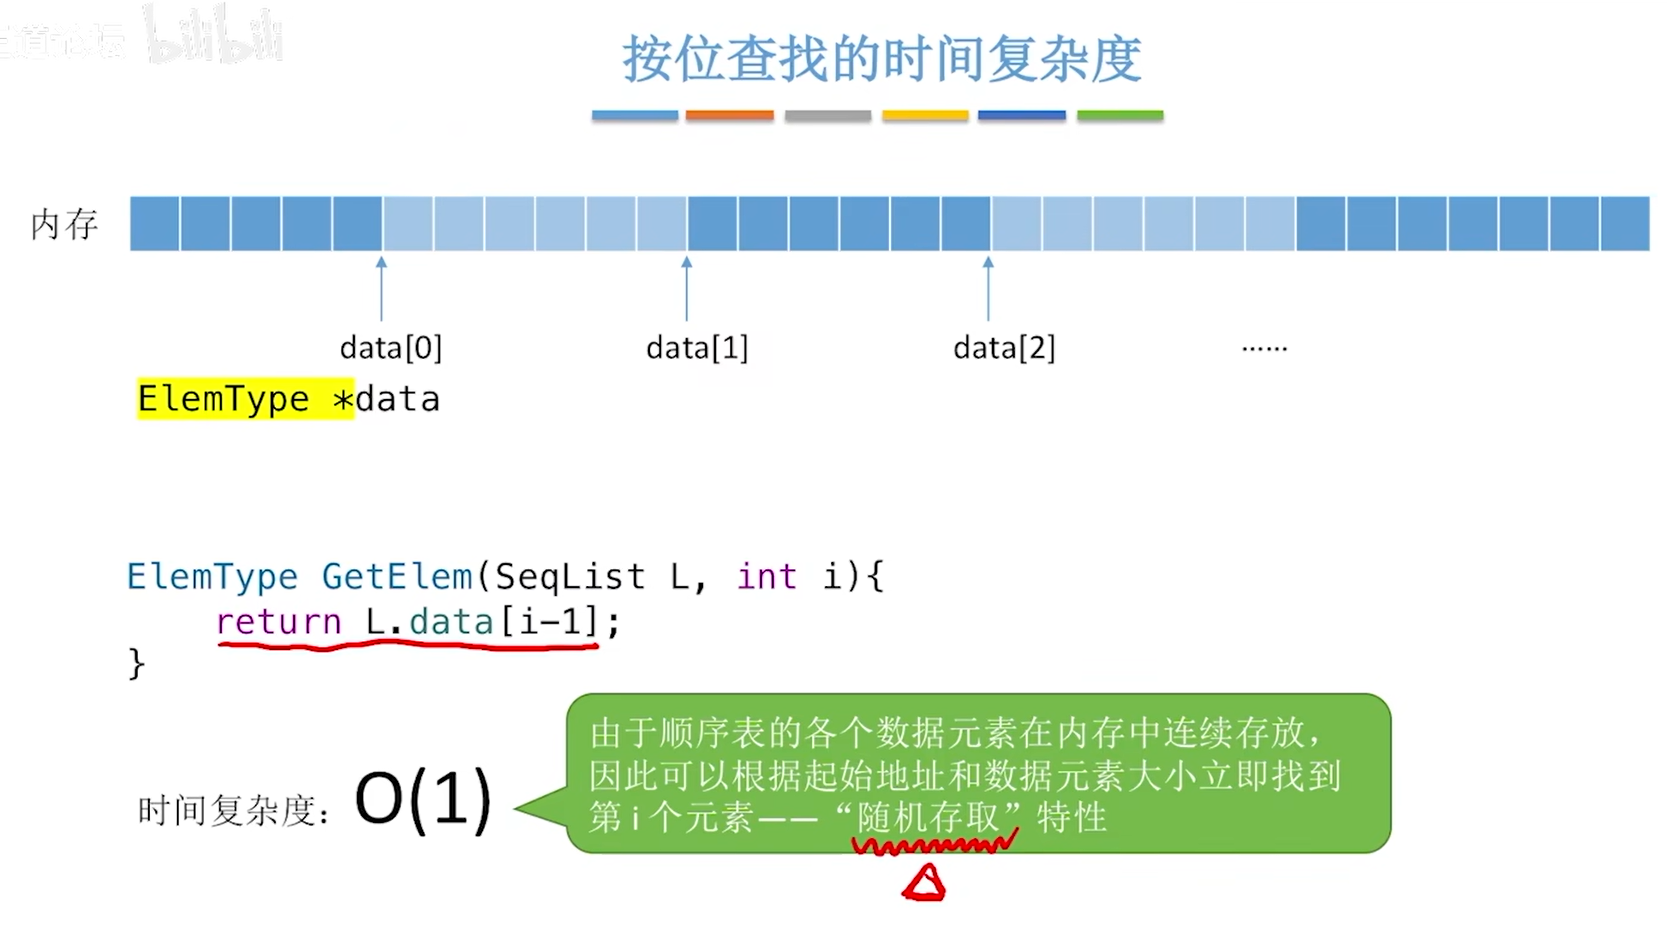 bilibili
按位查找的时间复杂度
内存
data[0] data[1] data[2] ……
ElemType *data
ElemType GetElem(SeqList L, int i){
return L.data[i-1];
}
时间复杂度：O(1)
由于顺序表的各个数据元素在内存中连续存放，
因此可以根据起始地址和数据元素大小立即找到
第i个元素——“随机存取”特性